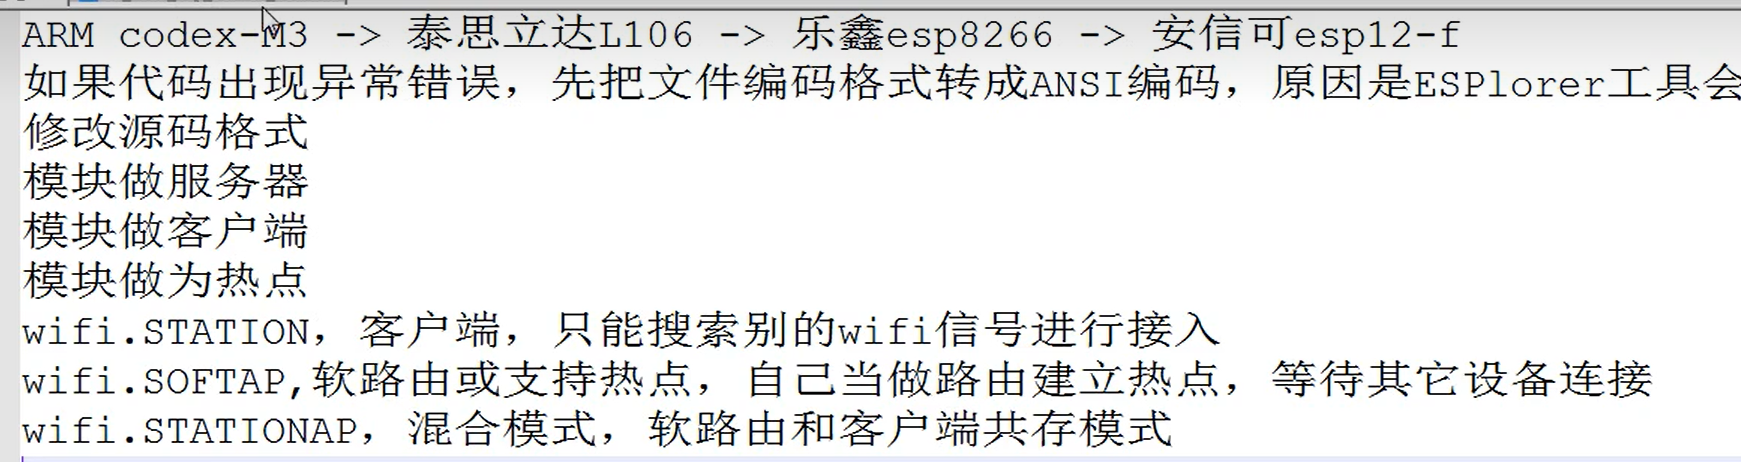 ARM codex-M3 -> 泰思立达L106 -> 乐鑫esp8266 -> 安信可esp12-f
如果代码出现异常错误，先把文件编码格式转成ANSI编码，原因是ESPlorer工具会
修改源码格式
模块做服务器
模块做客户端
模块做为热点
wifi.STATION，客户端，只能搜索别的wifi信号进行接入
wifi.SOFTAP,软路由或支持热点，自己当做路由建立热点，等待其它设备连接
wifi.STATIONAP，混合模式，软路由和客户端共存模式